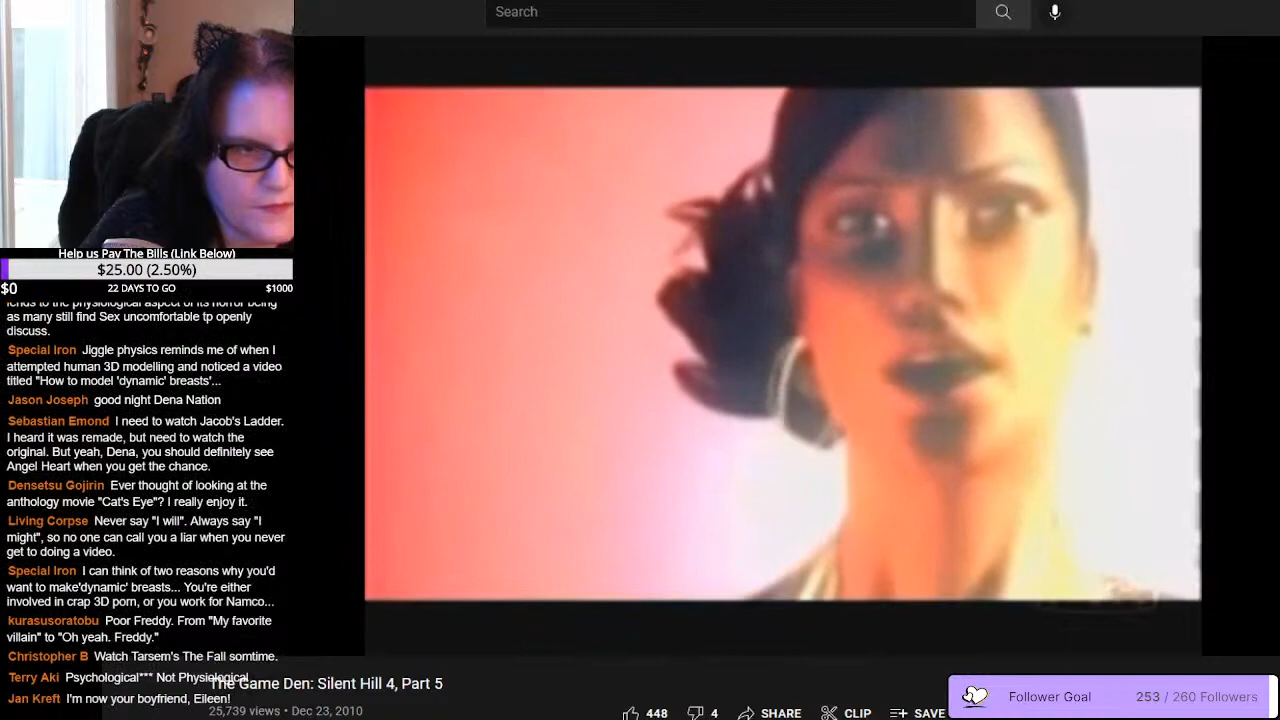 Search
Help us Pay The Bills (Link Below)
$25.00 (2.50%)
$0 22 DAYS TO GO $1000
lends to the physiological aspect of its horror being
as many still find Sex uncomfortable tp openly
discuss.
Special Iron Jiggle physics reminds me of when I
attempted human 3D modelling and noticed a video
titled "How to model 'dynamic' breasts'...
Jason Joseph good night Dena Nation
Sebastian Emond I need to watch Jacob's Ladder.
I heard it was remade, but need to watch the
original. But yeah, Dena, you should definitely see
Angel Heart when you get the chance.
Densetsu Gojirin Ever thought of looking at the
anthology movie "Cat's Eye"? I really enjoy it.
Living Corpse Never say "I will". Always say "I
might", so no one can call you a liar when you never
get to doing a video.
Special Iron I can think of two reasons why you'd
want to make'dynamic' breasts... You're either
involved in crap 3D porn, or you work for Namco...
kurasusoratobu Poor Freddy. From "My favorite
villain" to "Oh yeah. Freddy."
Christopher B Watch Tarsem's The Fall somtime.
Terry Aki Psychological*** Not Physiological
Jan Kreft I'm now your boyfriend, Eileen!
The Game Den: Silent Hill 4, Part 5
25,739 views • Dec 23, 2010
448 4 SHARE CLIP SAVE
Follower Goal 253 / 260 Followers